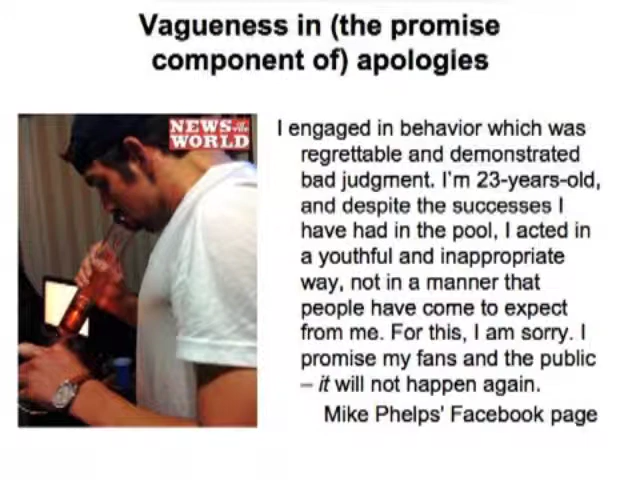 Vagueness in (the promise
component of) apologies
NEWS OF THE
WORLD
I engaged in behavior which was
regrettable and demonstrated
bad judgment. I'm 23-years-old,
and despite the successes I
have had in the pool, I acted in
a youthful and inappropriate
way, not in a manner that
people have come to expect
from me. For this, I am sorry. I
promise my fans and the public
– it will not happen again.
Mike Phelps' Facebook page